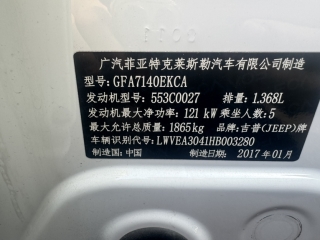 广汽菲亚特克莱斯勒汽车有限公司制造
型号:GFA7140EKCA
发动机型号:553C0027 排量:1.368L
发动机最大净功率:121 kW 乘坐人数:5
最大允许总质量:1865kg 品牌:吉普(JEEP)牌
车辆识别代号:LWVEA3041HB003280
制造国:中国 制造日期:2017年01月